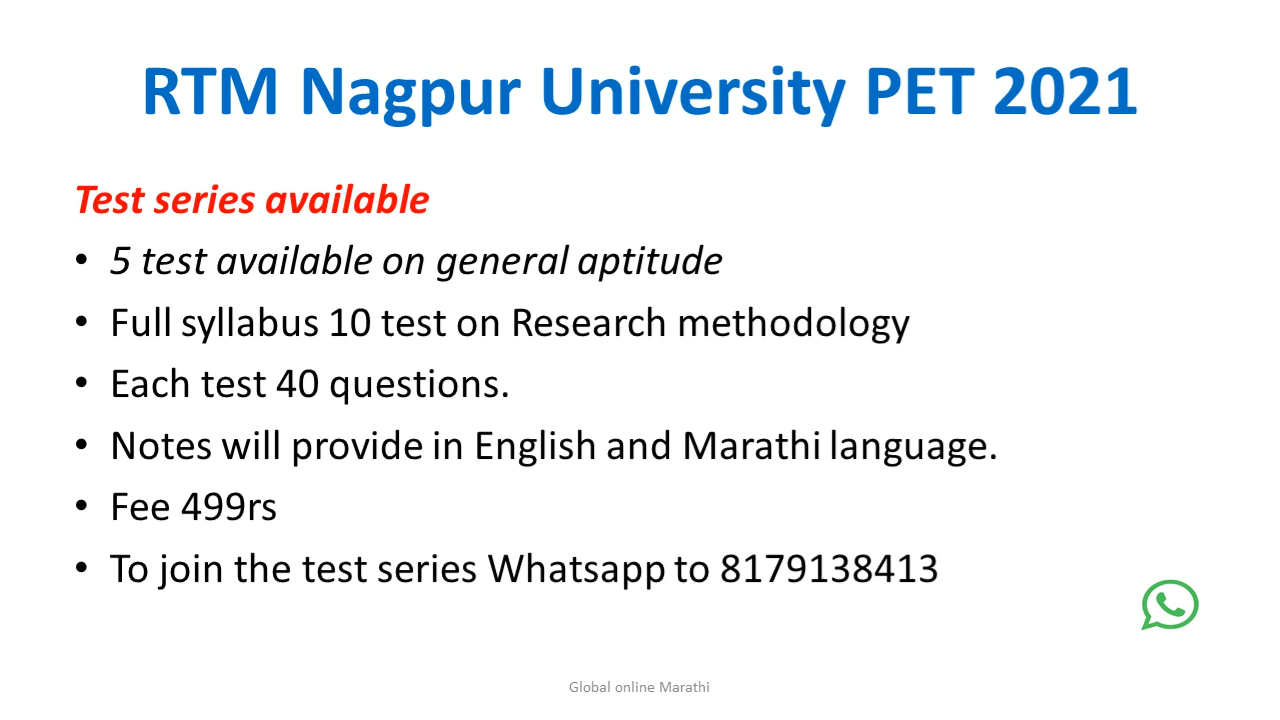 RTM Nagpur University PET 2021
Test series available
• 5 test available on general aptitude
• Full syllabus 10 test on Research methodology
• Each test 40 questions.
• Notes will provide in English and Marathi language.
• Fee 499rs
• To join the test series Whatsapp to 8179138413
Global online Marathi